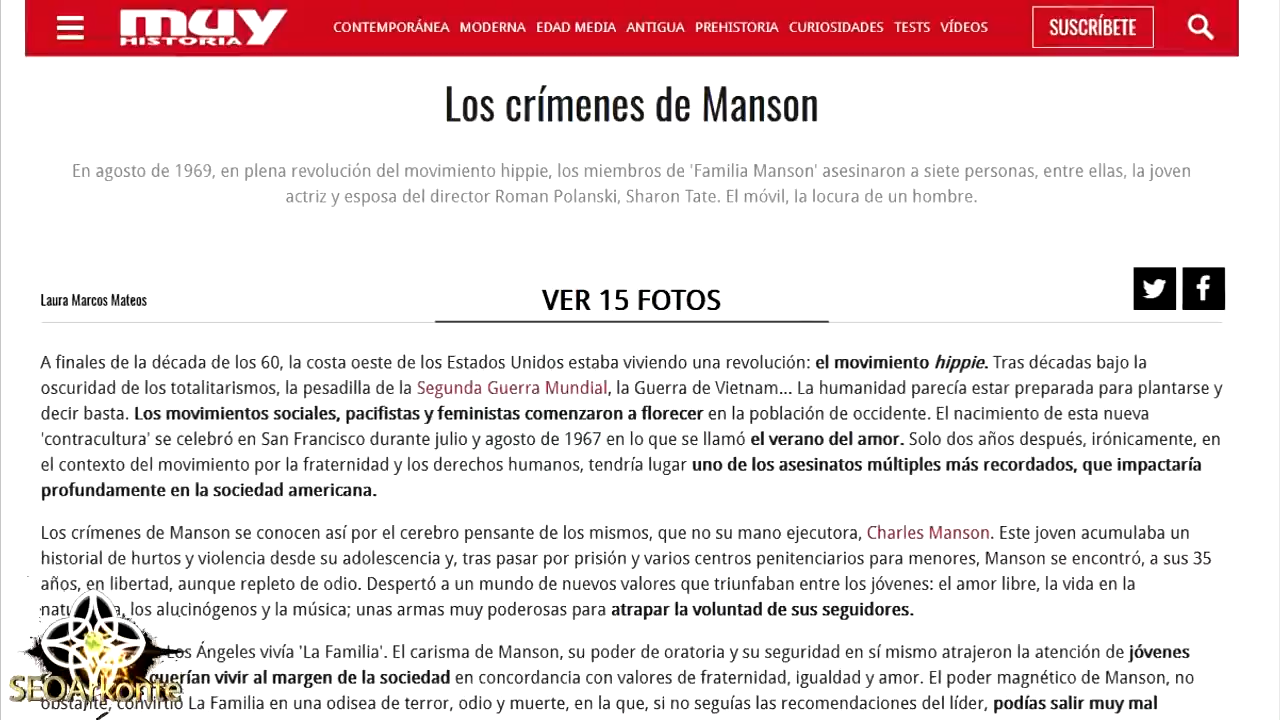 muy
HISTORIA
CONTEMPORÁNEA MODERNA EDAD MEDIA ANTIGUA PREHISTORIA CURIOSIDADES TESTS VÍDEOS
SUSCRÍBETE
Los crímenes de Manson
En agosto de 1969, en plena revolución del movimiento hippie, los miembros de 'Familia Manson' asesinaron a siete personas, entre ellas, la joven
actriz y esposa del director Roman Polanski, Sharon Tate. El móvil, la locura de un hombre.
Laura Marcos Mateos
VER 15 FOTOS
A finales de la década de los 60, la costa oeste de los Estados Unidos estaba viviendo una revolución: el movimiento hippie. Tras décadas bajo la
oscuridad de los totalitarismos, la pesadilla de la Segunda Guerra Mundial, la Guerra de Vietnam... La humanidad parecía estar preparada para plantarse y
decir basta. Los movimientos sociales, pacifistas y feministas comenzaron a florecer en la población de occidente. El nacimiento de esta nueva
'contracultura' se celebró en San Francisco durante julio y agosto de 1967 en lo que se llamó el verano del amor. Solo dos años después, irónicamente, en
el contexto del movimiento por la fraternidad y los derechos humanos, tendría lugar uno de los asesinatos múltiples más recordados, que impactaría
profundamente en la sociedad americana.
Los crímenes de Manson se conocen así por el cerebro pensante de los mismos, que no su mano ejecutora, Charles Manson. Este joven acumulaba un
historial de hurtos y violencia desde su adolescencia y, tras pasar por prisión y varios centros penitenciarios para menores, Manson se encontró, a sus 35
años, en libertad, aunque repleto de odio. Despertó a un mundo de nuevos valores que triunfaban entre los jóvenes: el amor libre, la vida en la
los alucinógenos y la música; unas armas muy poderosas para atrapar la voluntad de sus seguidores.
Los Ángeles vivía 'La Familia'. El carisma de Manson, su poder de oratoria y su seguridad en sí mismo atrajeron la atención de jóvenes
querían vivir al margen de la sociedad en concordancia con valores de fraternidad, igualdad y amor. El poder magnético de Manson, no
obstante, convirtió La Familia en una odisea de terror, odio y muerte, en la que, si no seguías las recomendaciones del líder, podías salir muy mal
SEOArkonte